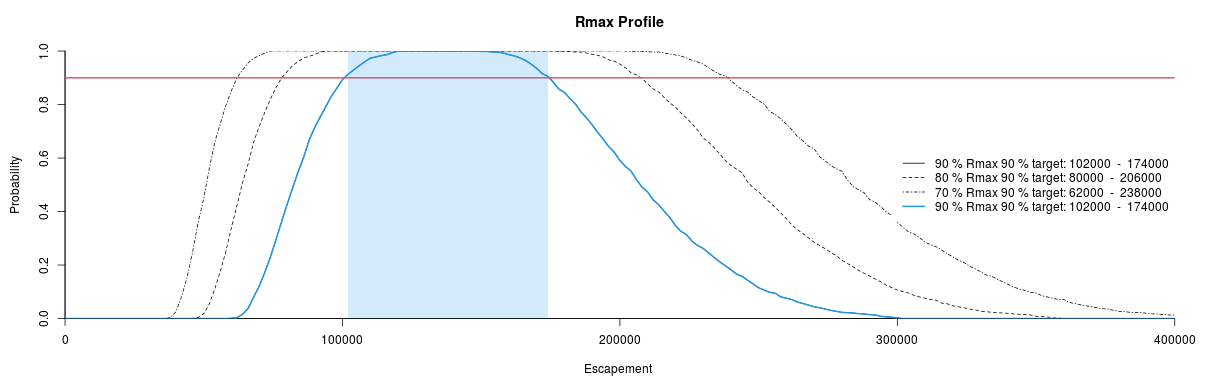 Rmax Profile
1.0
0.8
0.6
0.4
0.2
0.0
Probability
90 % Rmax 90 % target: 102000 - 174000
80 % Rmax 90 % target: 80000 - 206000
70 % Rmax 90 % target: 62000 - 238000
90 % Rmax 90 % target: 102000 - 174000
0 100000 200000 300000 400000
Escapement